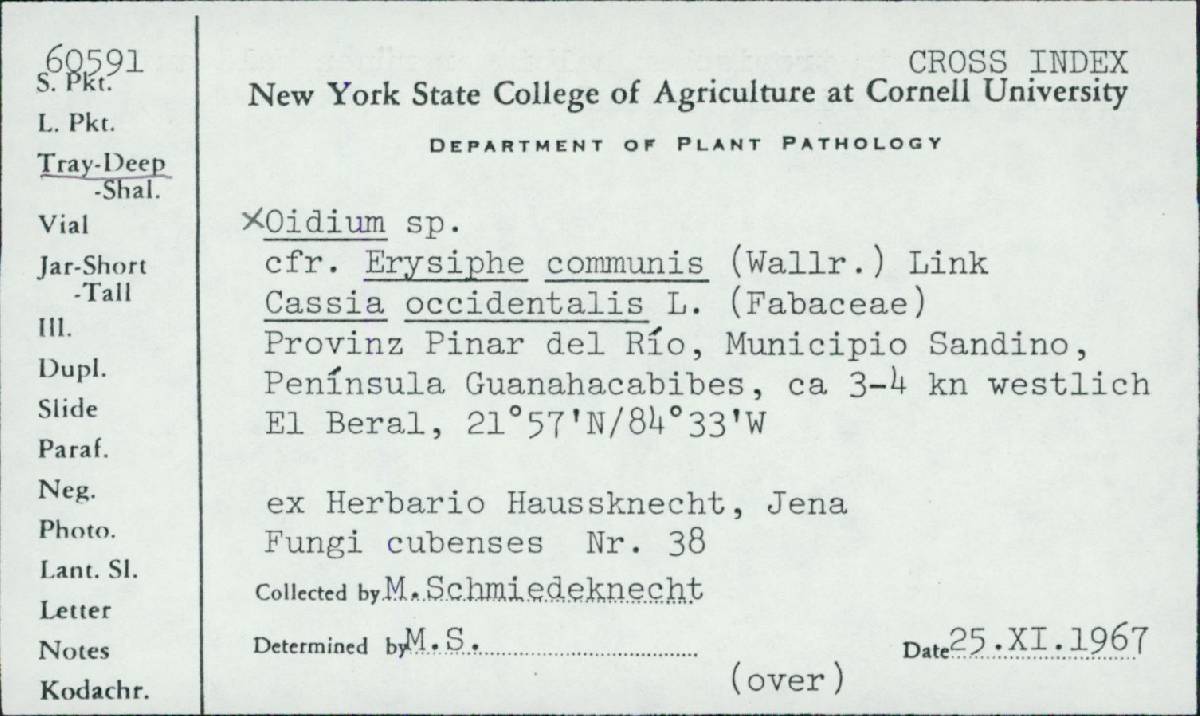 60591
S. Pkt.
L. Pkt.
Tray-Deep
-Shal.
Vial
Jar-Short
-Tall
Ill.
Dupl.
Slide
Paraf.
Neg.
Photo.
Lant. Sl.
Letter
Notes
Kodachr.
CROSS INDEX
New York State College of Agriculture at Cornell University
DEPARTMENT OF PLANT PATHOLOGY
×Oidium sp.
cfr. Erysiphe communis (Wallr.) Link
Cassia occidentalis L. (Fabaceae)
Provinz Pinar del Río, Municipio Sandino,
Península Guanahacabibes, ca 3-4 kn westlich
El Beral, 21°57'N/84°33'W
ex Herbario Haussknecht, Jena
Fungi cubenses Nr. 38
Collected by M.Schmiedeknecht
Determined by M.S.
Date 25.XI.1967
(over)